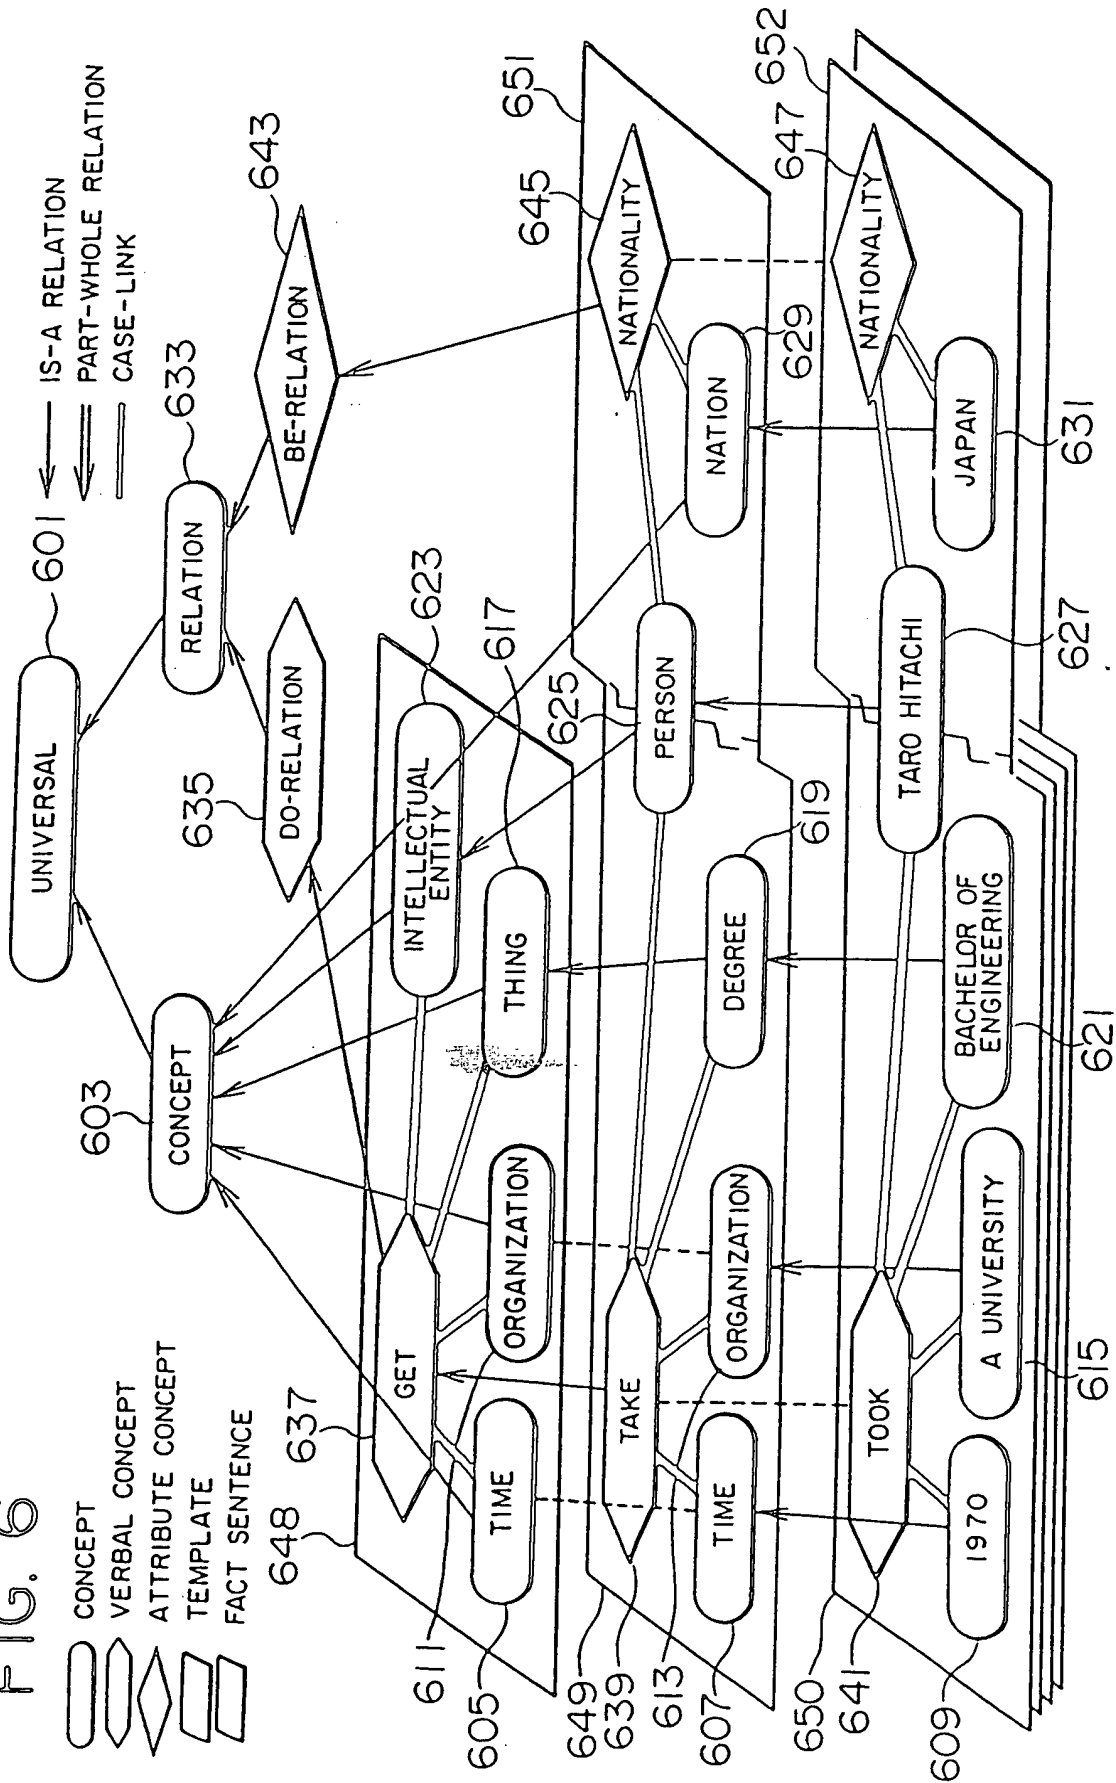 FIG. 6
CONCEPT
VERBAL CONCEPT
ATTRIBUTE CONCEPT
TEMPLATE
FACT SENTENCE
IS-A RELATION
PART-WHOLE RELATION
CASE-LINK
UNIVERSAL
601
603
CONCEPT
RELATION
633
635
DO-RELATION
BE-RELATION
643
648
637
GET
INTELLECTUAL
ENTITY
623
617
THING
ORGANIZATION
TIME
611
605
649
639
TAKE
625
PERSON
NATIONALITY
645
651
NATION
629
DEGREE
619
ORGANIZATION
TIME
613
607
650
641
TOOK
TARO HITACHI
627
NATIONALITY
647
652
JAPAN
631
BACHELOR OF
ENGINEERING
621
A UNIVERSITY
615
1970
609